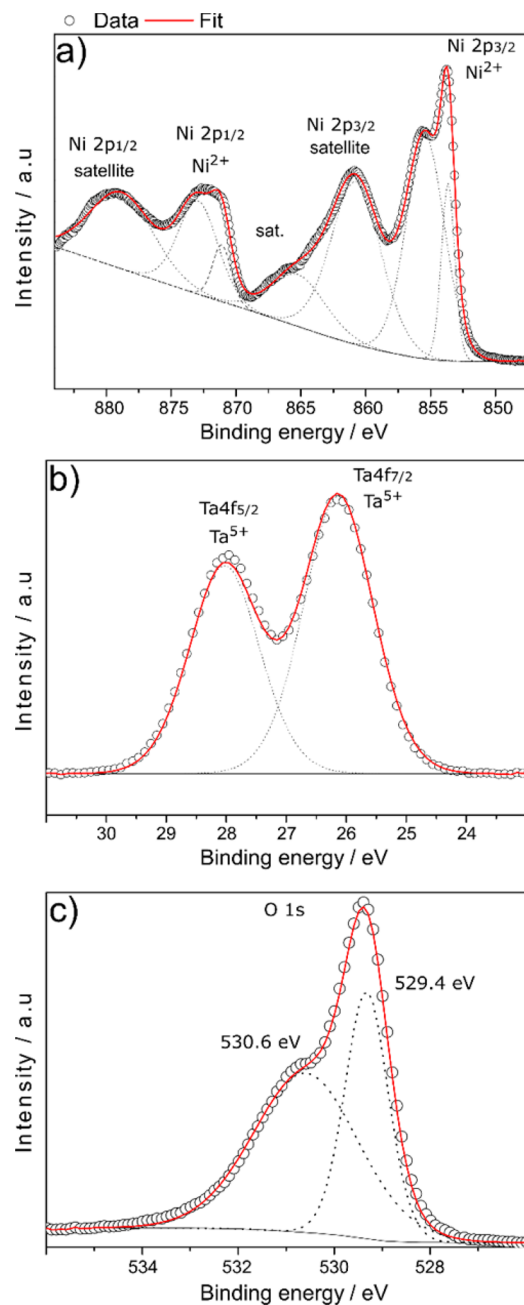 Data Fit
a)
Ni 2p3/2
Ni2+
Ni 2p1/2
satellite
Ni 2p1/2
Ni2+
Ni 2p3/2
satellite
sat.
Intensity / a.u
880 875 870 865 860 855 850
Binding energy / eV
b)
Ta4f5/2
Ta5+
Ta4f7/2
Ta5+
Intensity / a.u
30 29 28 27 26 25 24
Binding energy / eV
c)
O 1s
529.4 eV
530.6 eV
Intensity / a.u
534 532 530 528
Binding energy / eV